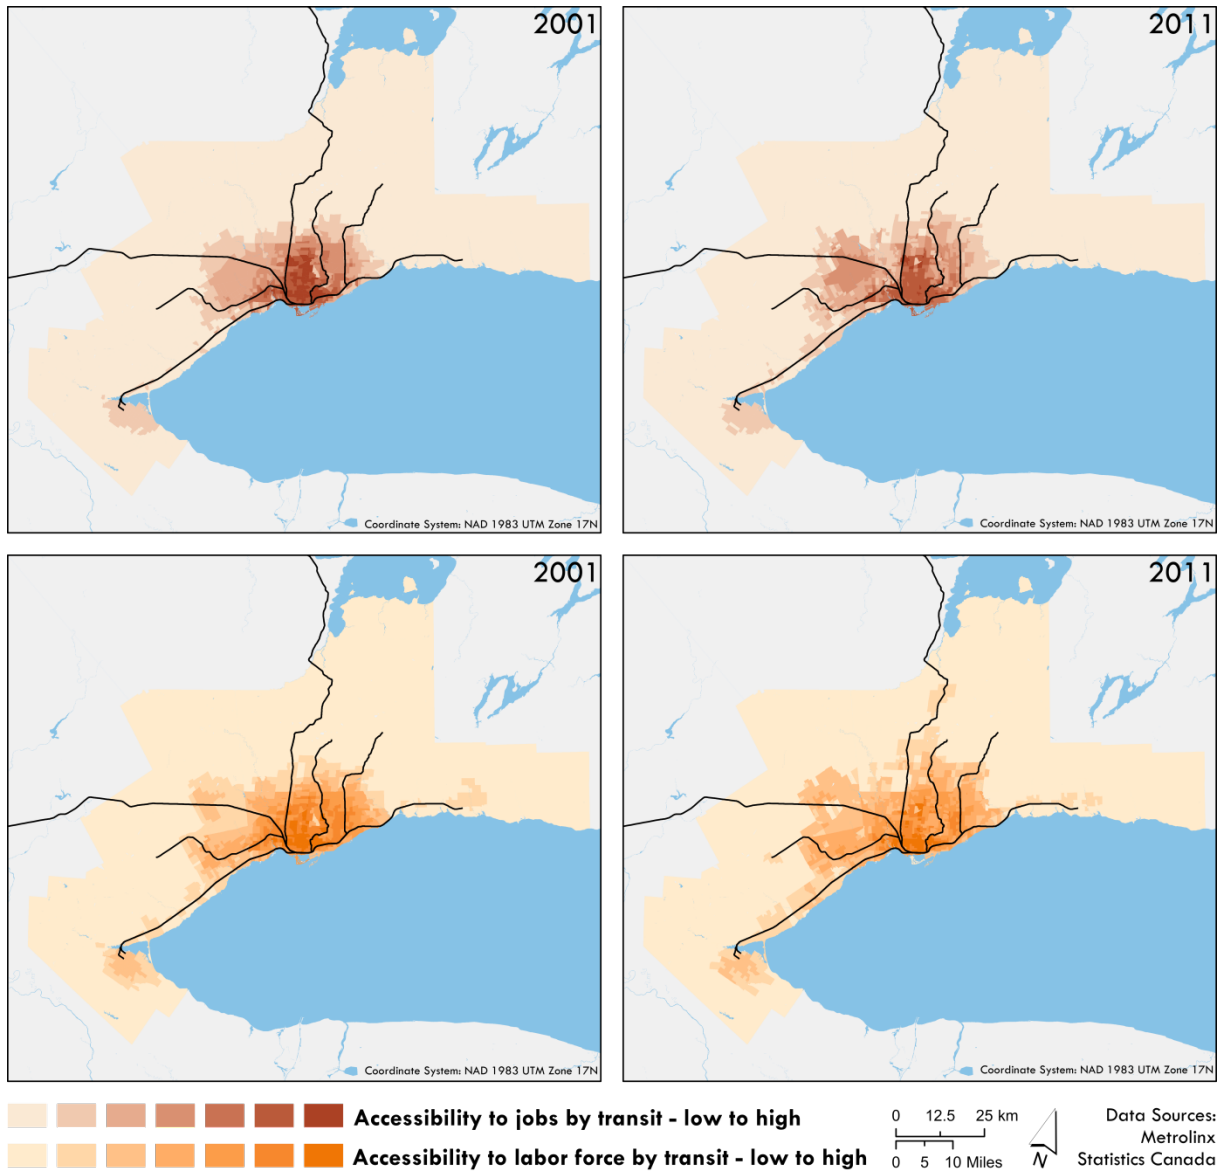 2001
2011
Coordinate System: NAD 1983 UTM Zone 17N
Coordinate System: NAD 1983 UTM Zone 17N
2001
2011
Coordinate System: NAD 1983 UTM Zone 17N
Coordinate System: NAD 1983 UTM Zone 17N
Accessibility to jobs by transit - low to high
Accessibility to labor force by transit - low to high
0 12.5 25 km
0 5 10 Miles
N
Data Sources:
Metrolinx
Statistics Canada